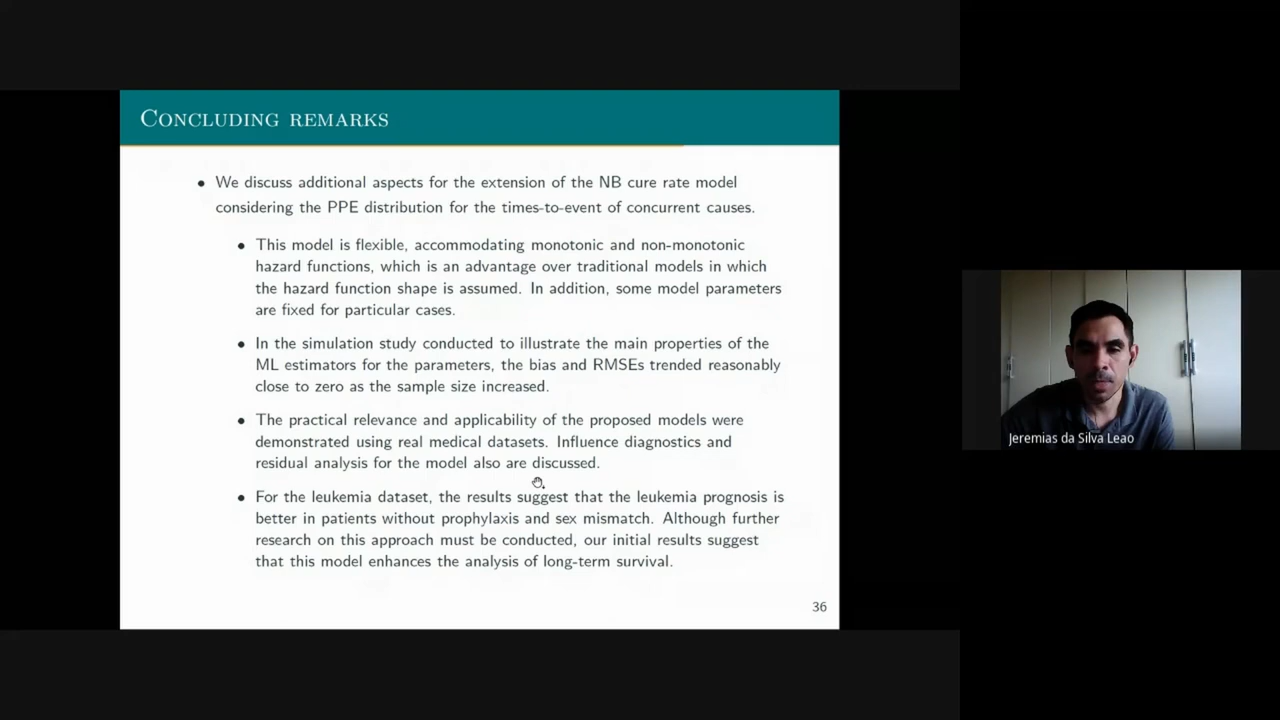 Concluding remarks
• We discuss additional aspects for the extension of the NB cure rate model
considering the PPE distribution for the times-to-event of concurrent causes.
• This model is flexible, accommodating monotonic and non-monotonic
hazard functions, which is an advantage over traditional models in which
the hazard function shape is assumed. In addition, some model parameters
are fixed for particular cases.
• In the simulation study conducted to illustrate the main properties of the
ML estimators for the parameters, the bias and RMSEs trended reasonably
close to zero as the sample size increased.
• The practical relevance and applicability of the proposed models were
demonstrated using real medical datasets. Influence diagnostics and
residual analysis for the model also are discussed.
• For the leukemia dataset, the results suggest that the leukemia prognosis is
better in patients without prophylaxis and sex mismatch. Although further
research on this approach must be conducted, our initial results suggest
that this model enhances the analysis of long-term survival.
36
Jeremias da Silva Leao